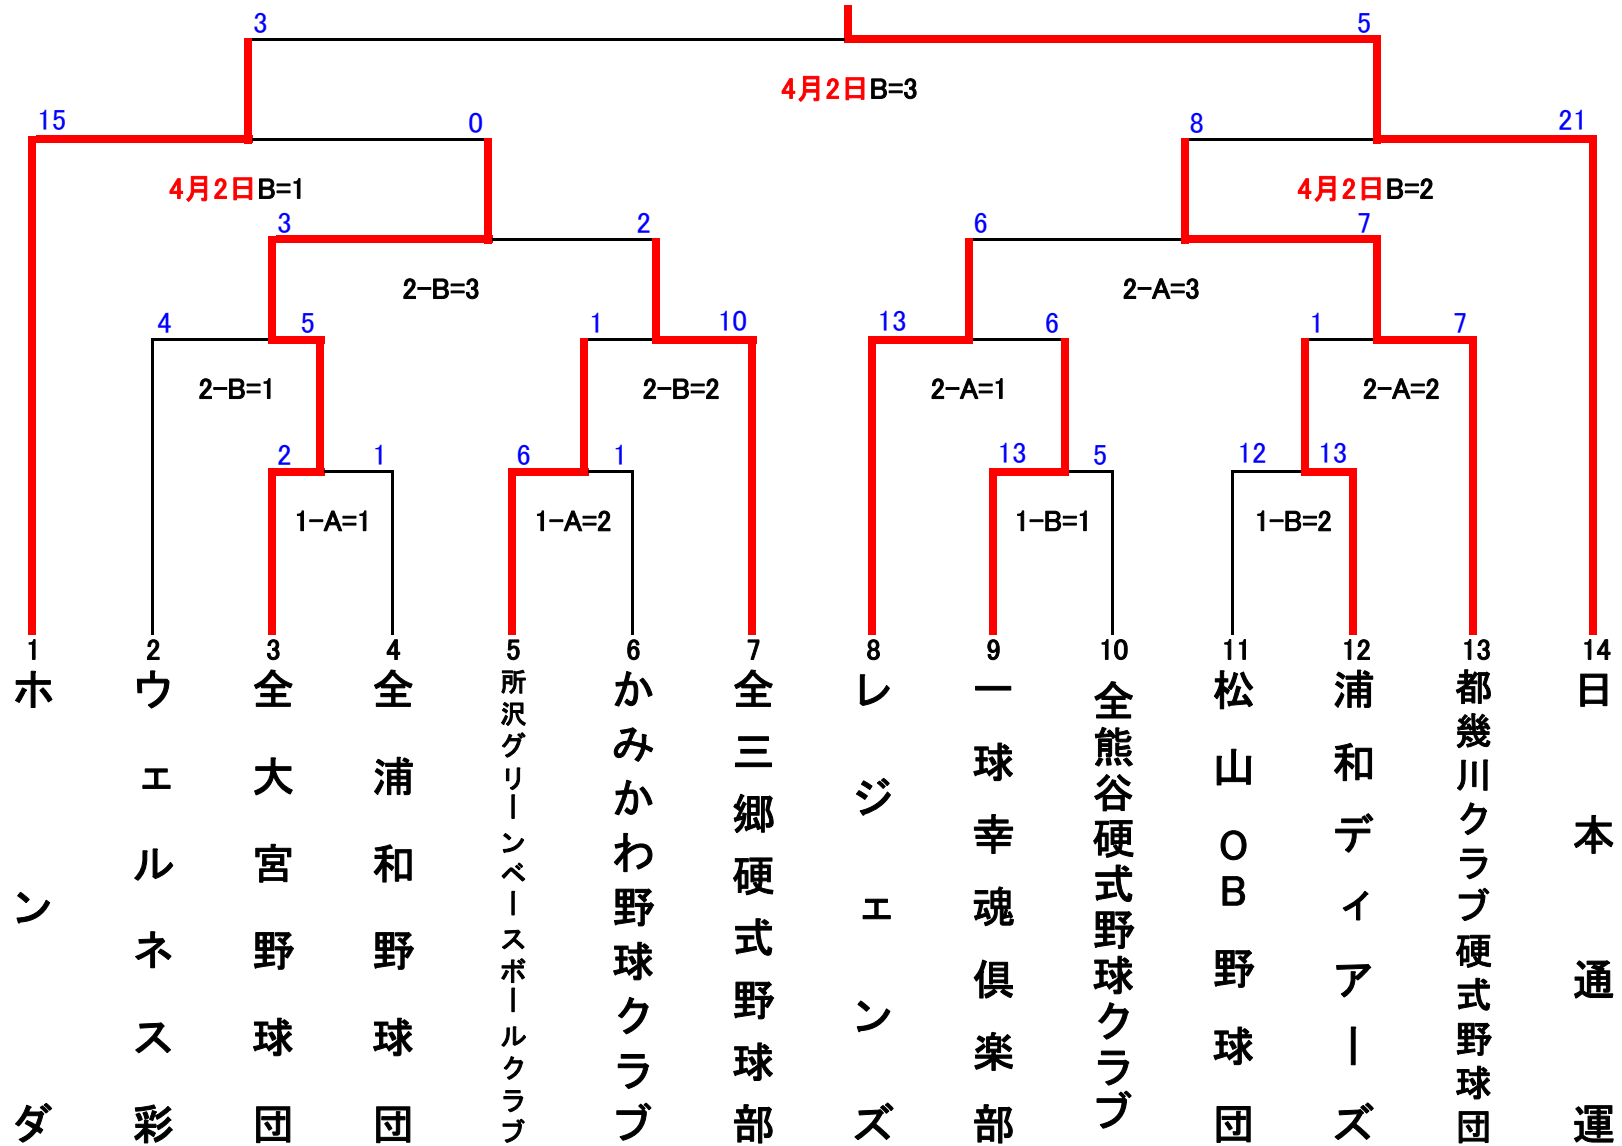 3 5
4月2日B=3
15 0 8 21
4月2日B=1 4月2日B=2
3 2 6 7
2-B=3 2-A=3
4 5 1 10 13 6 1 7
2-B=1 2-B=2 2-A=1 2-A=2
2 1 6 1 13 5 12 13
1-A=1 1-A=2 1-B=1 1-B=2
1 2 3 4 5 6 7 8 9 10 11 12 13 14
ホンダ
ウェルネス彩
全大宮野球団
全浦和野球団
所沢グリーンベースボールクラブ
かみかわ野球クラブ
全三郷硬式野球部
レジェンズ
一球幸魂倶楽部
全熊谷硬式野球クラブ
松山OB野球団
浦和ディアーズ
都幾川クラブ硬式野球団
日本通運